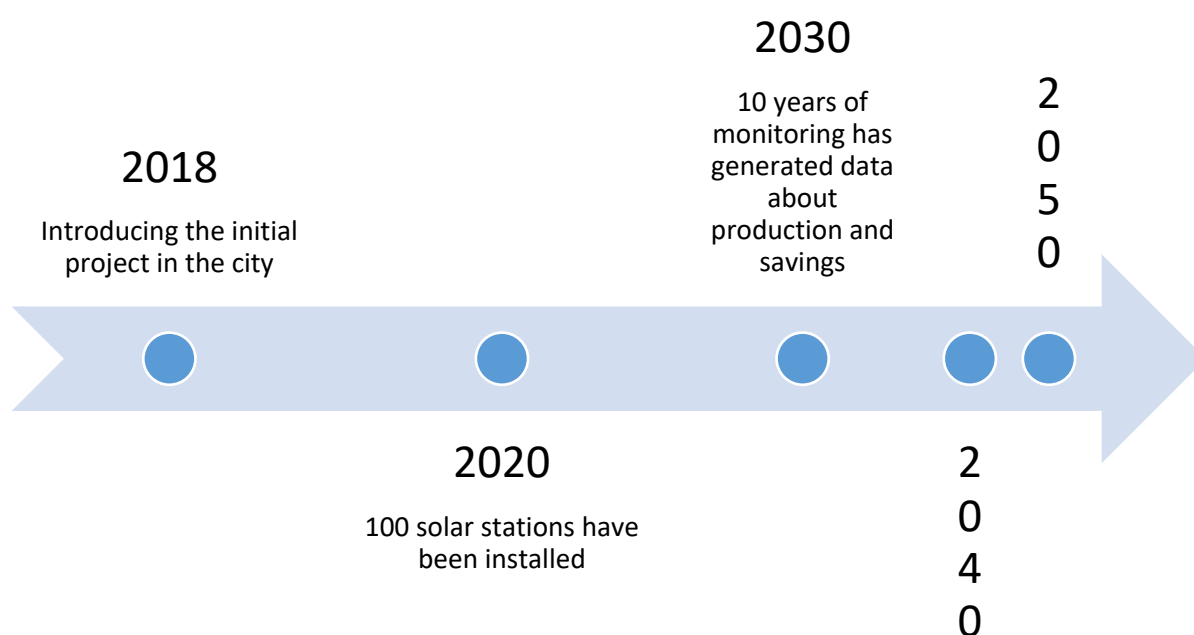 2018
Introducing the initial
project in the city
2020
100 solar stations have
been installed
2030
10 years of
monitoring has
generated data
about
production and
savings
2
0
4
0
2
0
5
0